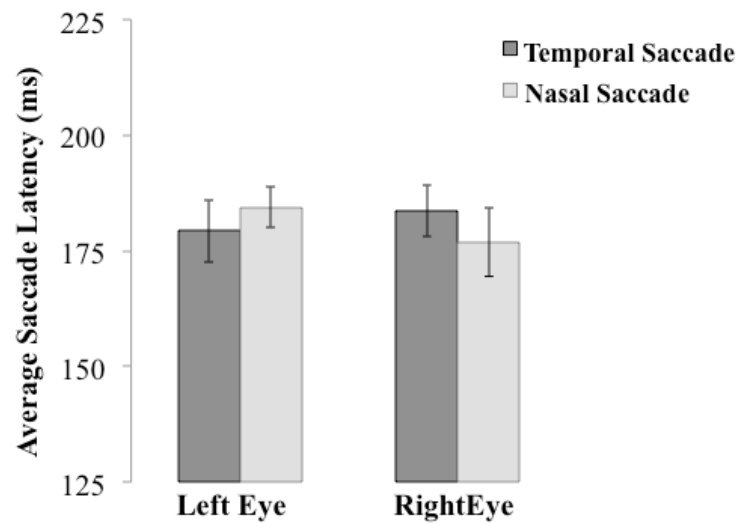 225
200
175
150
125
Average Saccade Latency (ms)
Temporal Saccade
Nasal Saccade
Left Eye
RightEye